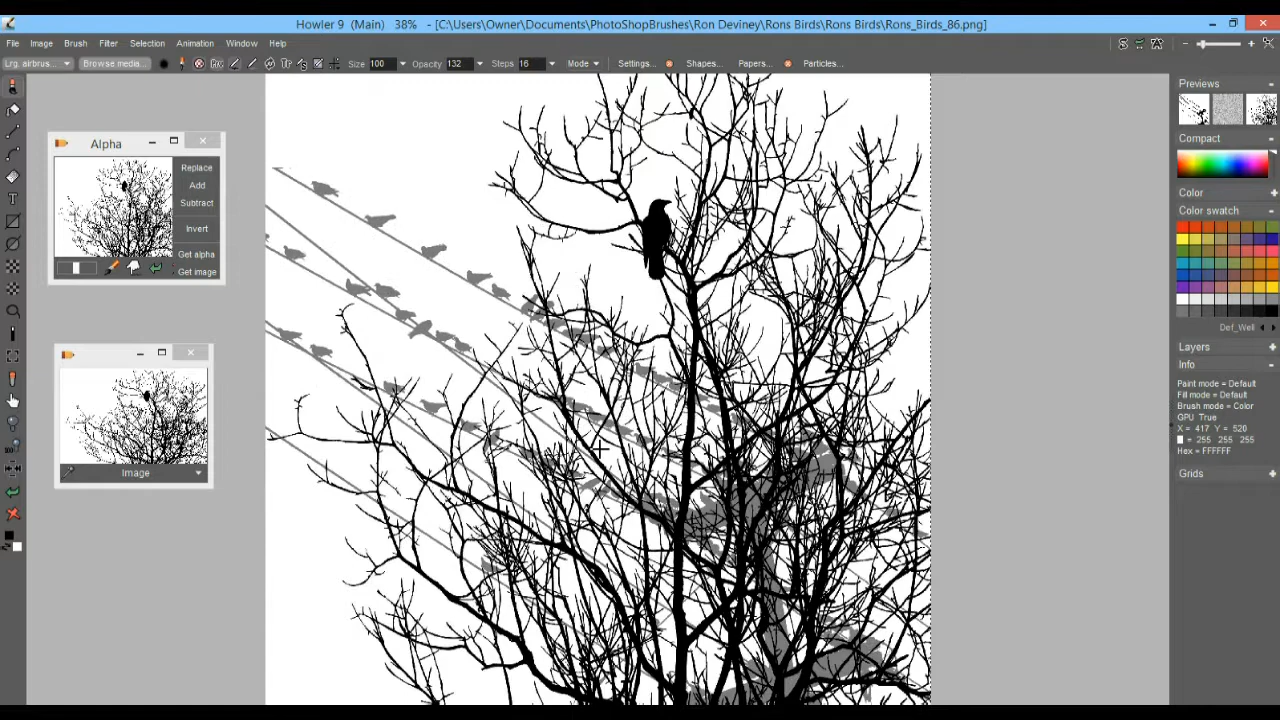 Howler 9 (Main) 38% - [C:\Users\Owner\Documents\PhotoShopBrushes\Ron Deviney\Rons Birds\Rons Birds\Rons_Birds_86.png]
File Image Brush Filter Selection Animation Window Help
Lrg. airbrus... Browse media... Size 100 Opacity 132 Steps 16 Mode Settings... Shapes... Papers... Particles...
Previews
Compact
Color
Color swatch
Def_Well
Layers
Info
Paint mode = Default
Fill mode = Default
Brush mode = Color
GPU True
X = 417 Y = 520
= 255 255 255
Hex = FFFFFF
Grids
Alpha
Replace
Add
Subtract
Invert
Get alpha
Get image
Image